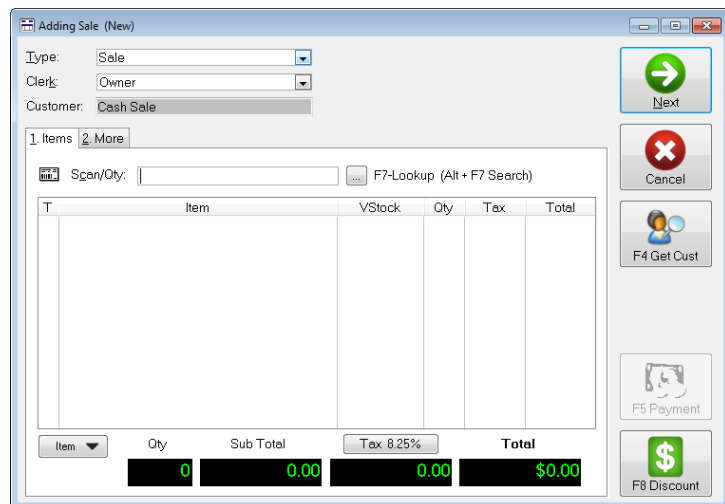 Adding Sale (New)
Type: Sale
Clerk: Owner
Customer: Cash Sale
1. Items 2. More
Scan/Qty: ... F7-Lookup (Alt + F7 Search)
T Item VStock Qty Tax Total
Item Qty Sub Total Tax 8.25% Total
0 0.00 0.00 $0.00
Next
Cancel
F4 Get Cust
F5 Payment
F8 Discount